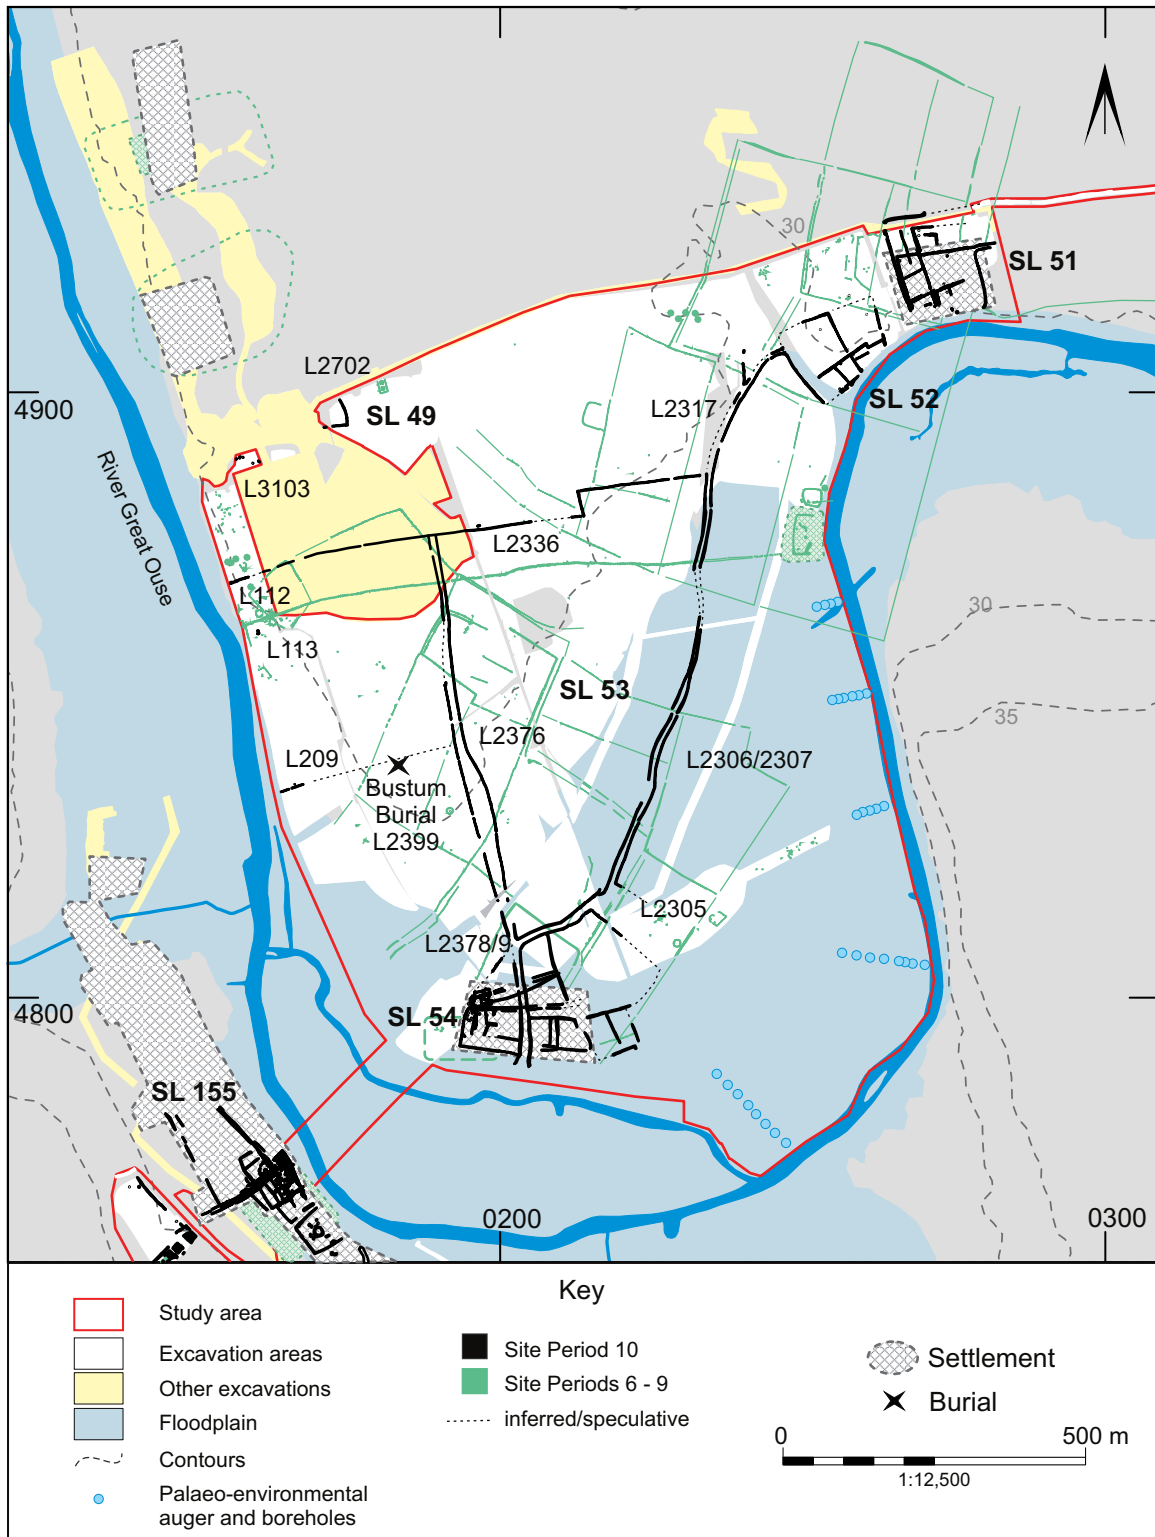 30
SL 51
L2702
4900
SL 49
L2317
SL 52
L3103
River Great Ouse
L2336
L112
30
L113
SL 53
35
L209
L2376
L2306/2307
Bustum
Burial
L2399
L2305
L2378/9
4800
SL 54
SL 155
0200
0300
Key
Study area
Excavation areas
Other excavations
Floodplain
Contours
Palaeo-environmental
auger and boreholes
Site Period 10
Site Periods 6 - 9
inferred/speculative
Settlement
Burial
0
500 m
1:12,500